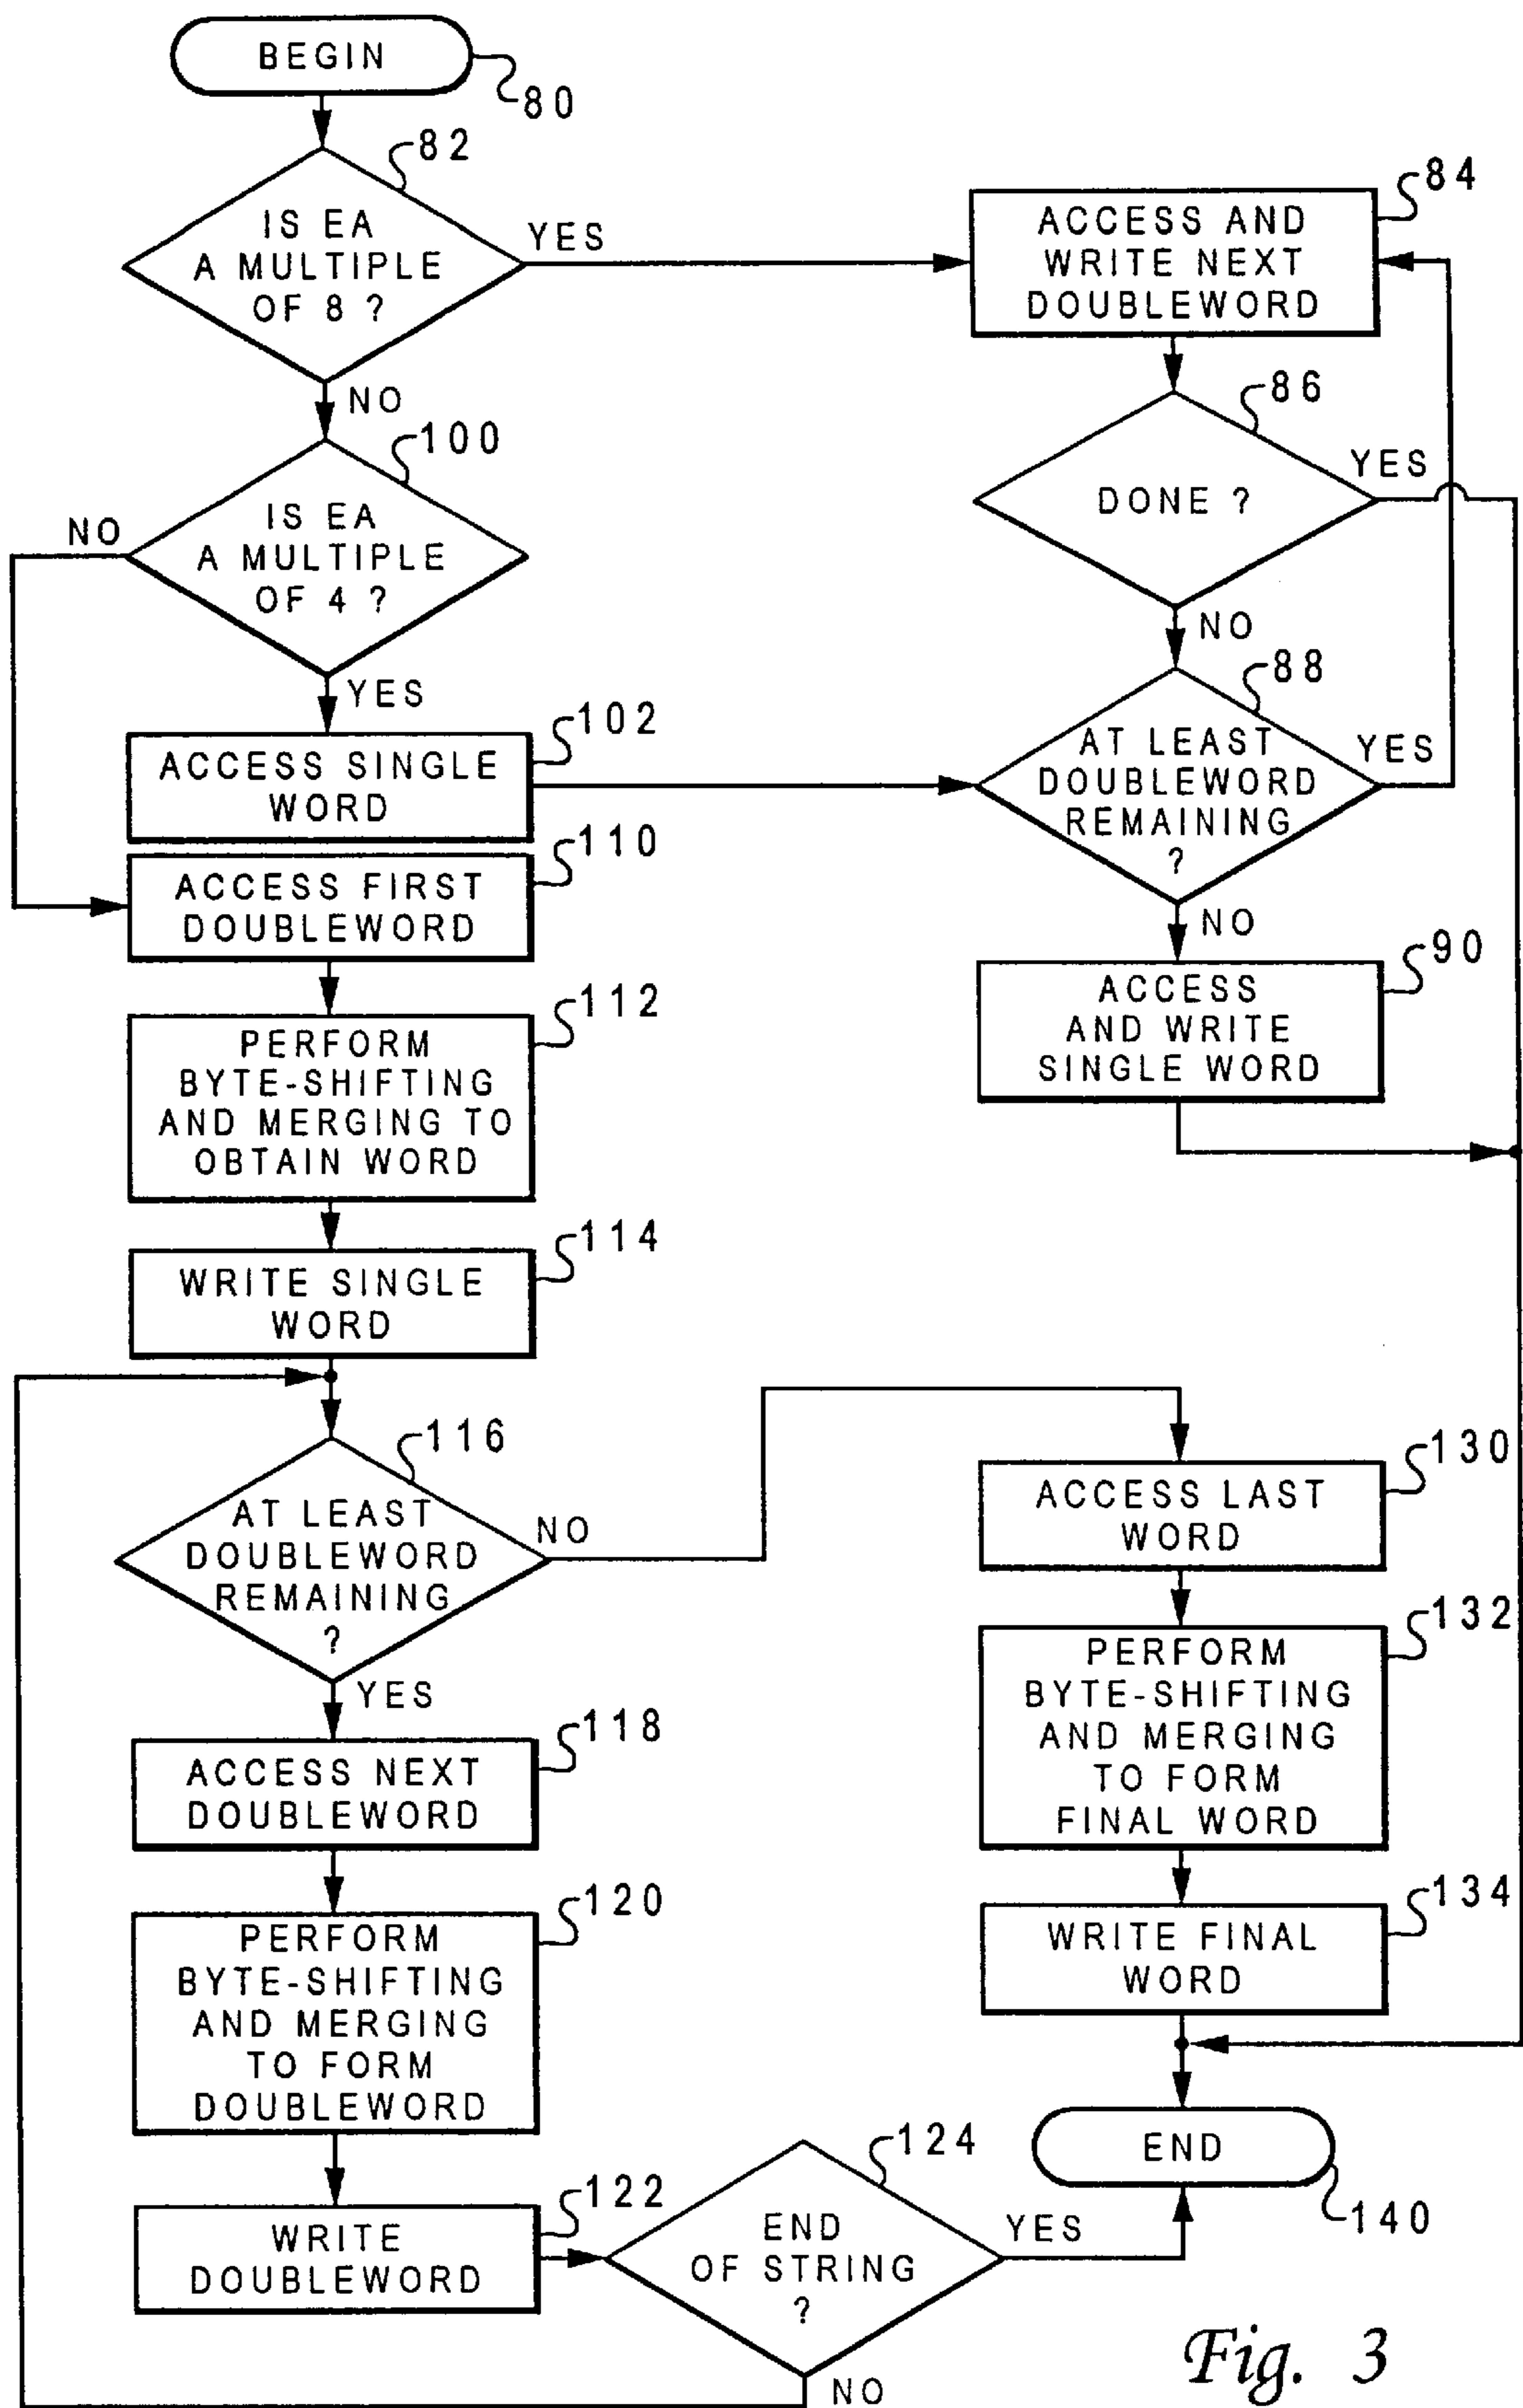 BEGIN
80
82
IS EA
A MULTIPLE
OF 8 ?
YES
NO
84
ACCESS AND
WRITE NEXT
DOUBLEWORD
86
DONE ?
YES
NO
100
IS EA
A MULTIPLE
OF 4 ?
NO
YES
88
AT LEAST
DOUBLEWORD
REMAINING
?
YES
NO
102
ACCESS SINGLE
WORD
110
ACCESS FIRST
DOUBLEWORD
90
ACCESS
AND WRITE
SINGLE WORD
112
PERFORM
BYTE-SHIFTING
AND MERGING TO
OBTAIN WORD
114
WRITE SINGLE
WORD
116
AT LEAST
DOUBLEWORD
REMAINING
?
NO
YES
130
ACCESS LAST
WORD
132
PERFORM
BYTE-SHIFTING
AND MERGING
TO FORM
FINAL WORD
118
ACCESS NEXT
DOUBLEWORD
120
PERFORM
BYTE-SHIFTING
AND MERGING
TO FORM
DOUBLEWORD
134
WRITE FINAL
WORD
122
WRITE
DOUBLEWORD
124
END
OF STRING
?
YES
NO
END
140
Fig. 3